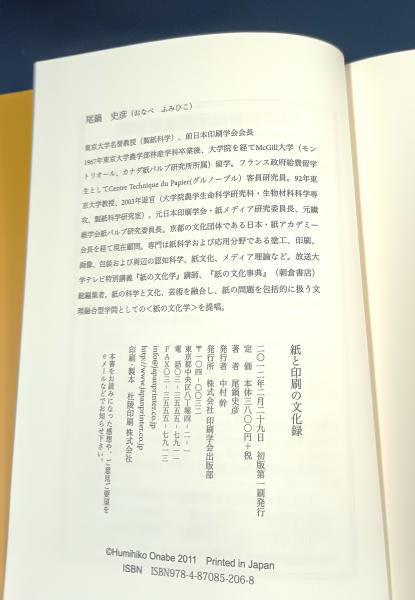 尾鍋 史彦(おなべ ふみひこ)
東京大学名誉教授(製紙科学)、前日本印刷学会会長
1967年東京大学農学部林産学科卒業後、大学院を経てMcGill大学(モン
トリオール、カナダ紙パルプ研究所所属)留学。フランス政府給費留学
生としてCentre Technique du Papier(グルノーブル)客員研究員。92年東
京大学教授、2003年退官(大学院農学生命科学研究科・生物材料科学専
攻、製紙科学研究室)。元日本印刷学会・紙メディア研究委員長、元繊
維学会紙パルプ研究委員長。京都の文化団体である日本・紙アカデミー
会長を経て現在顧問。専門は紙科学および応用分野である塗工、印刷、
画像、包装および周辺の認知科学、紙文化、メディア理論など。放送大
学テレビ特別講義『紙の文化学』講師、『紙の文化事典』(朝倉書店)
総編集者。紙の科学と文化、芸術を融合し、紙の問題を包括的に扱う文
理融合型学問としての<紙の文化学>を提唱。
紙と印刷の文化録
二〇一二年二月二十九日 初版第一刷発行
定 価 本体三八〇〇円+税
著 者 尾鍋史彦
発行者 中村 幹
発行所 株式会社 印刷学会出版部
〒一〇四-〇〇三二
東京都中央区八丁堀四-二-一
電 話〇三-三五五五-七九一一
FAX〇三-三五五五-七九一三
info@japanprinter.co.jp
http://www.japanprinter.co.jp
印刷・製本 杜陵印刷 株式会社
本書をお読みになった感想や、ご意見ご要望を
eメールなどでお知らせ下さい。
©Humihiko Onabe 2011 Printed in Japan
ISBN ISBN978-4-87085-206-8